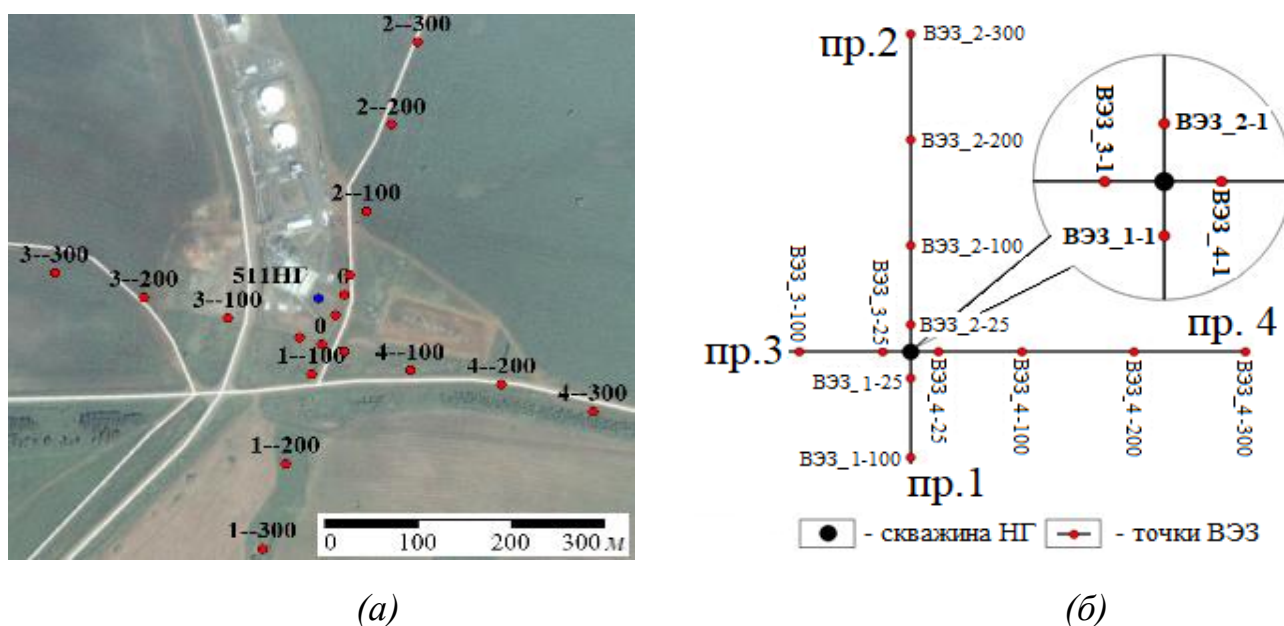 2--300
2--200
2--100
3--300
3--200
3--100
511НГ
0
0
1--100
4--100
4--200
4--300
1--200
1--300
0 100 200 300 м
(а)
пр.2
ВЭЗ_2-300
ВЭЗ_2-200
ВЭЗ_2-100
ВЭЗ_2-25
ВЭЗ_3-1
ВЭЗ_2-1
ВЭЗ_1-1
ВЭЗ_4-1
ВЭЗ_3-100
ВЭЗ_3-25
пр.3
пр. 4
ВЭЗ_1-25
ВЭЗ_4-25
ВЭЗ_4-100
ВЭЗ_4-200
ВЭЗ_4-300
ВЭЗ_1-100
пр.1
- скважина НГ
- точки ВЭЗ
(б)